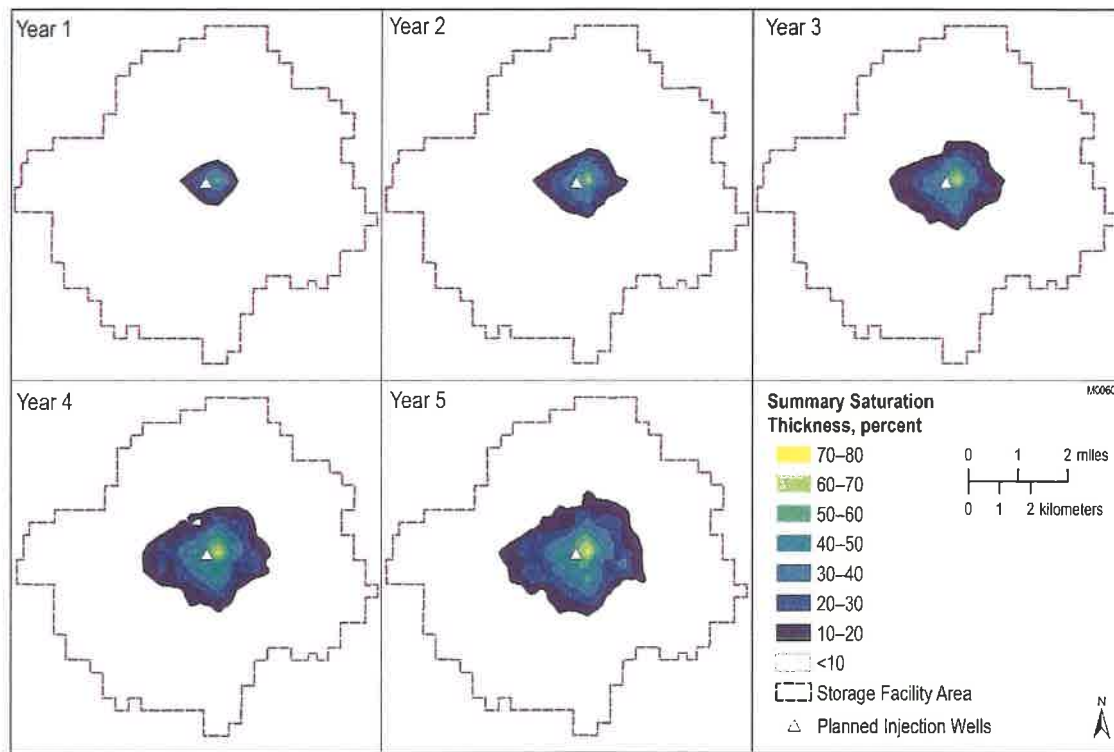 Year 1
Year 2
Year 3
Year 4
Year 5
M0060
Summary Saturation
Thickness, percent
70–80
60–70
50–60
40–50
30–40
20–30
10–20
<10
Storage Facility Area
Planned Injection Wells
0 1 2 miles
0 1 2 kilometers
N